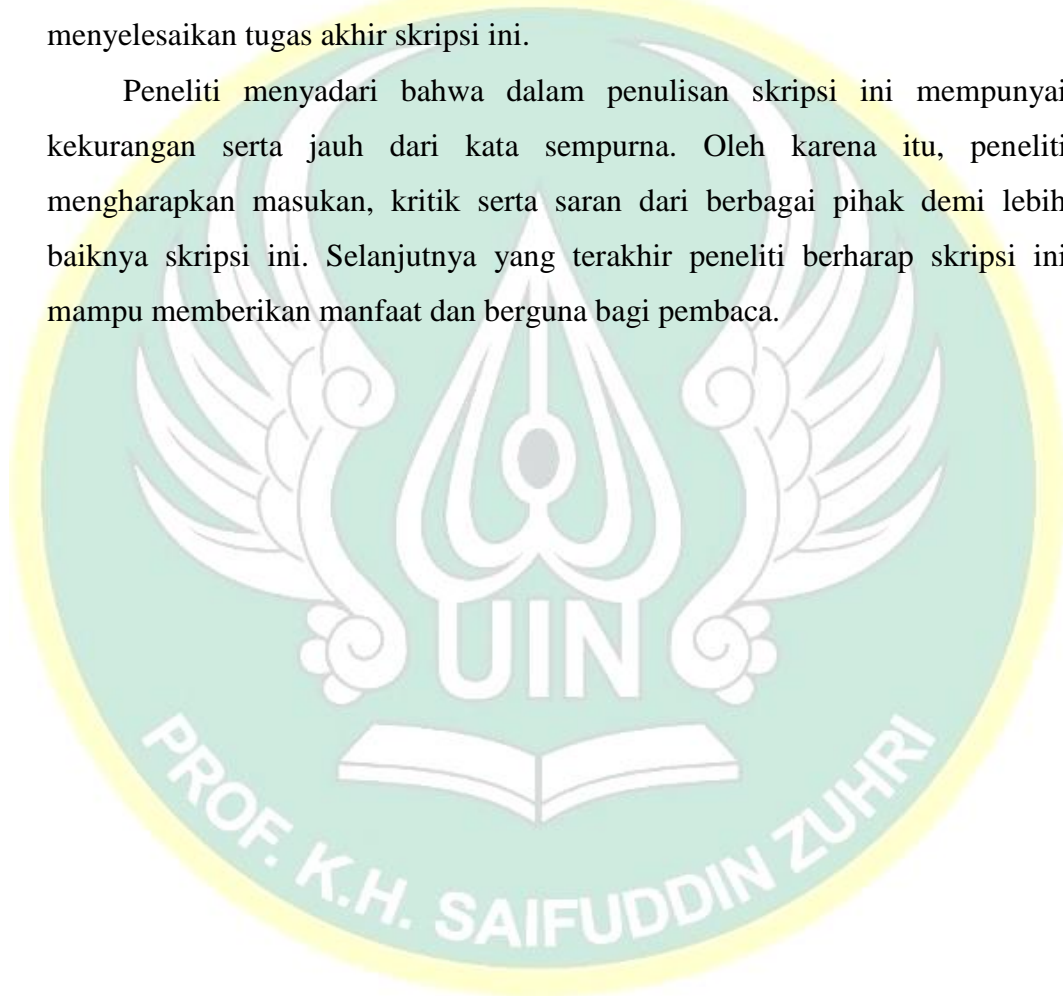 menyelesaikan tugas akhir skripsi ini.
Peneliti menyadari bahwa dalam penulisan skripsi ini mempunyai
kekurangan serta jauh dari kata sempurna. Oleh karena itu, peneliti
mengharapkan masukan, kritik serta saran dari berbagai pihak demi lebih
baiknya skripsi ini. Selanjutnya yang terakhir peneliti berharap skripsi ini
mampu memberikan manfaat dan berguna bagi pembaca.
UIN
PROF. K.H. SAIFUDDIN ZUHRI